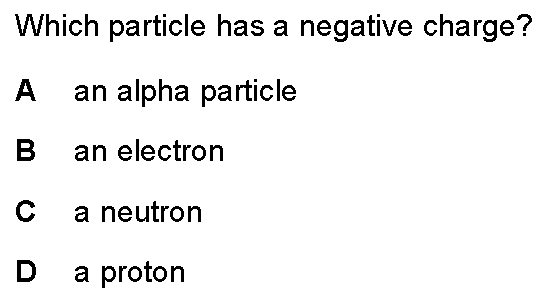 Which particle has a negative charge?
A an alpha particle
B an electron
C a neutron
D a proton